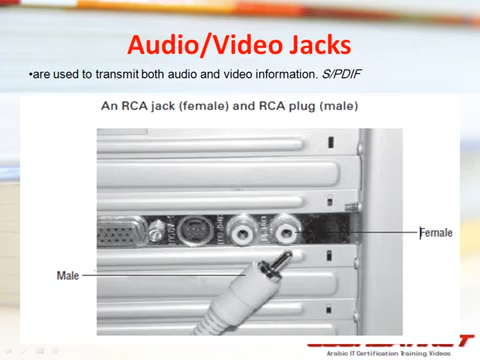 Audio/Video Jacks
•are used to transmit both audio and video information. S/PDIF
An RCA jack (female) and RCA plug (male)
Female
Male
Arabic IT Certification Training Videos